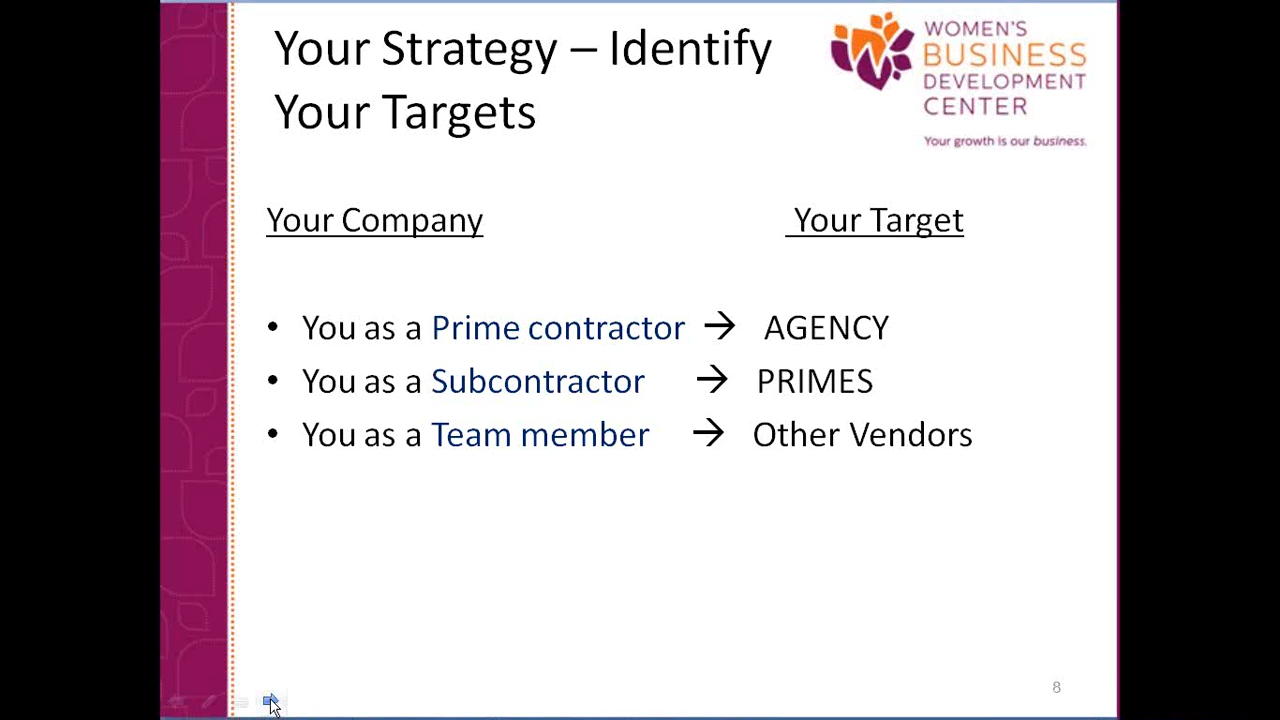 Your Strategy – Identify
Your Targets
WOMEN'S
BUSINESS
DEVELOPMENT
CENTER
Your growth is our business.
Your Company Your Target
• You as a Prime contractor → AGENCY
• You as a Subcontractor → PRIMES
• You as a Team member → Other Vendors
8